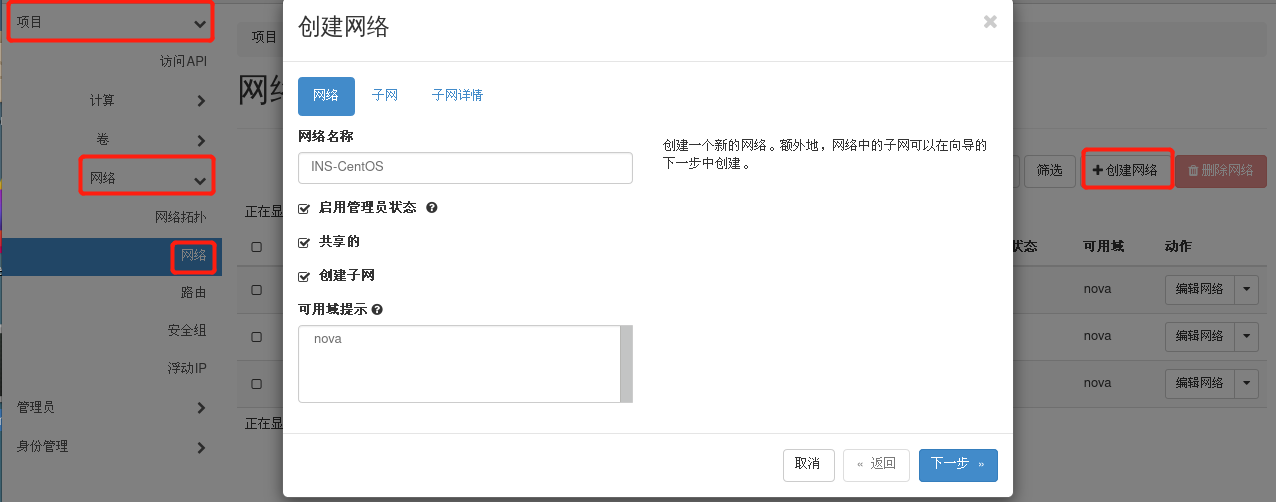 项目
访问API
计算
卷
网络
网络拓扑
网络
路由
安全组
浮动IP
管理员
身份管理
项目
网络
筛选
+创建网络
删除网络
正在显
状态
可用域
动作
nova
编辑网络
nova
编辑网络
nova
编辑网络
正在显
创建网络
×
网络
子网
子网详情
网络名称
INS-CentOS
启用管理员状态
共享的
创建子网
可用域提示
nova
创建一个新的网络。额外地，网络中的子网可以在向导的
下一步中创建。
取消
« 返回
下一步 »